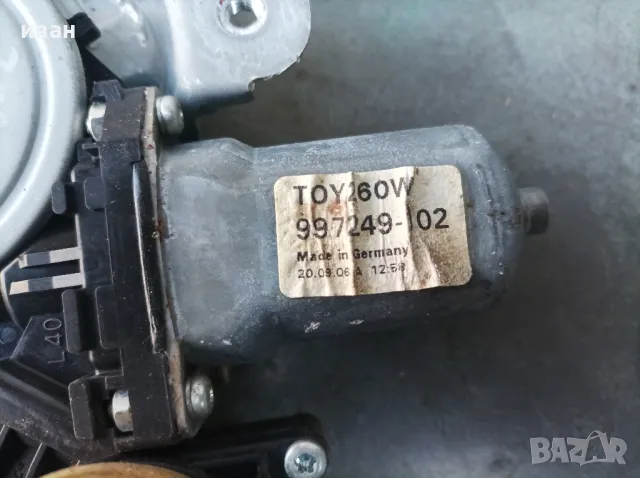 иван
TOY260W
997249-102
Made in Germany
20.09.06 A 12:58
L40
BAZAR